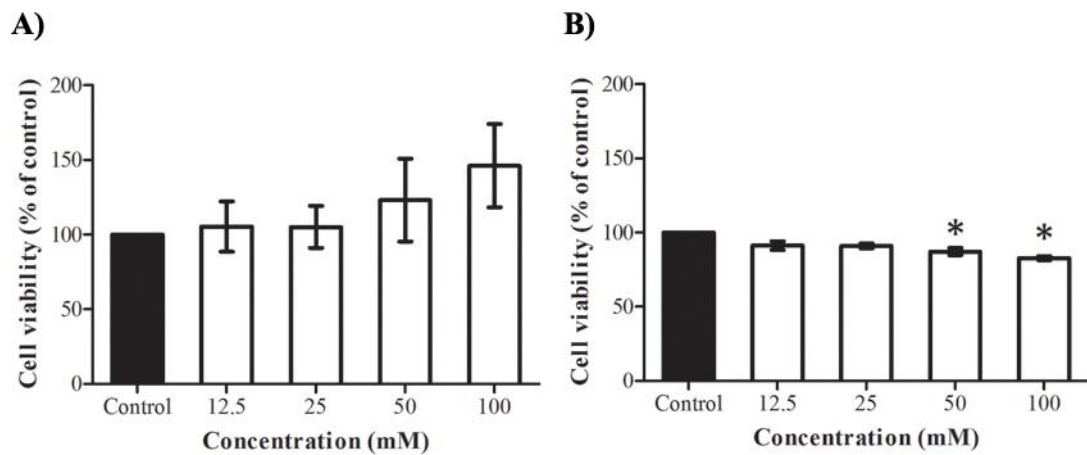 A)
Cell viability (% of control)
200
150
100
50
0
Control 12.5 25 50 100
Concentration (mM)
B)
Cell viability (% of control)
200
150
100
50
0
* *
Control 12.5 25 50 100
Concentration (mM)